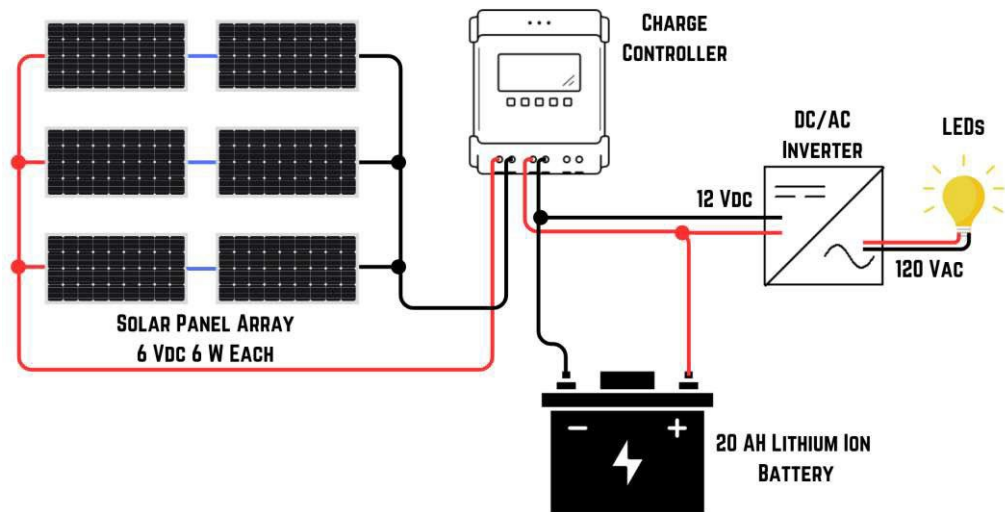 Charge
Controller
DC/AC
Inverter
LEDs
12 Vdc
120 Vac
Solar Panel Array
6 Vdc 6 W Each
20 AH Lithium Ion
Battery